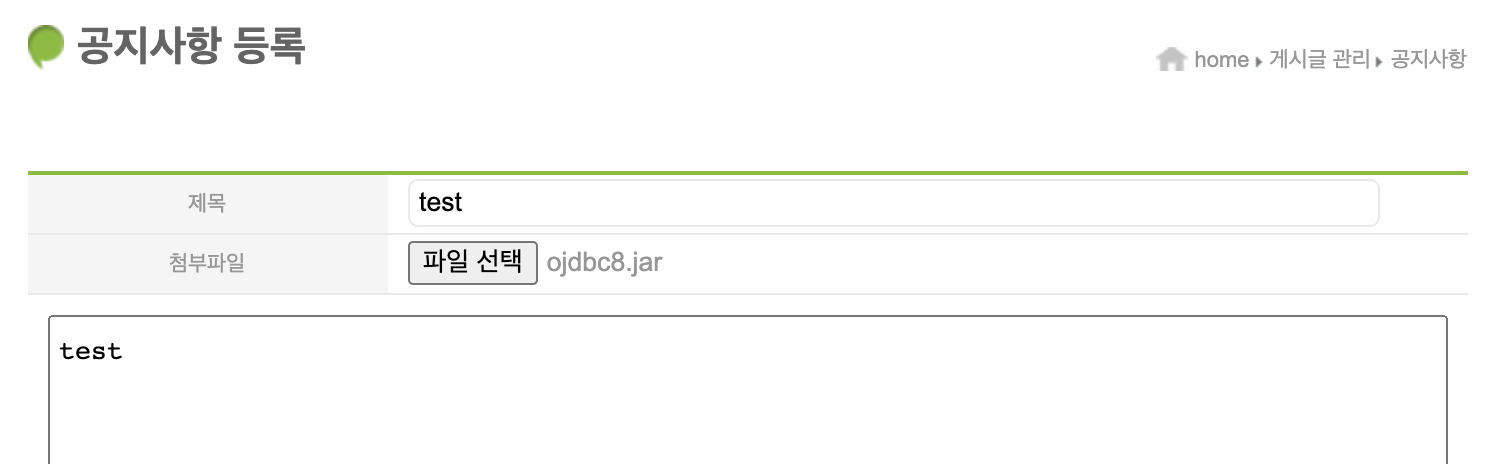 공지사항 등록
home 게시글 관리 공지사항
제목 test
첨부파일 파일 선택 ojdbc8.jar
test